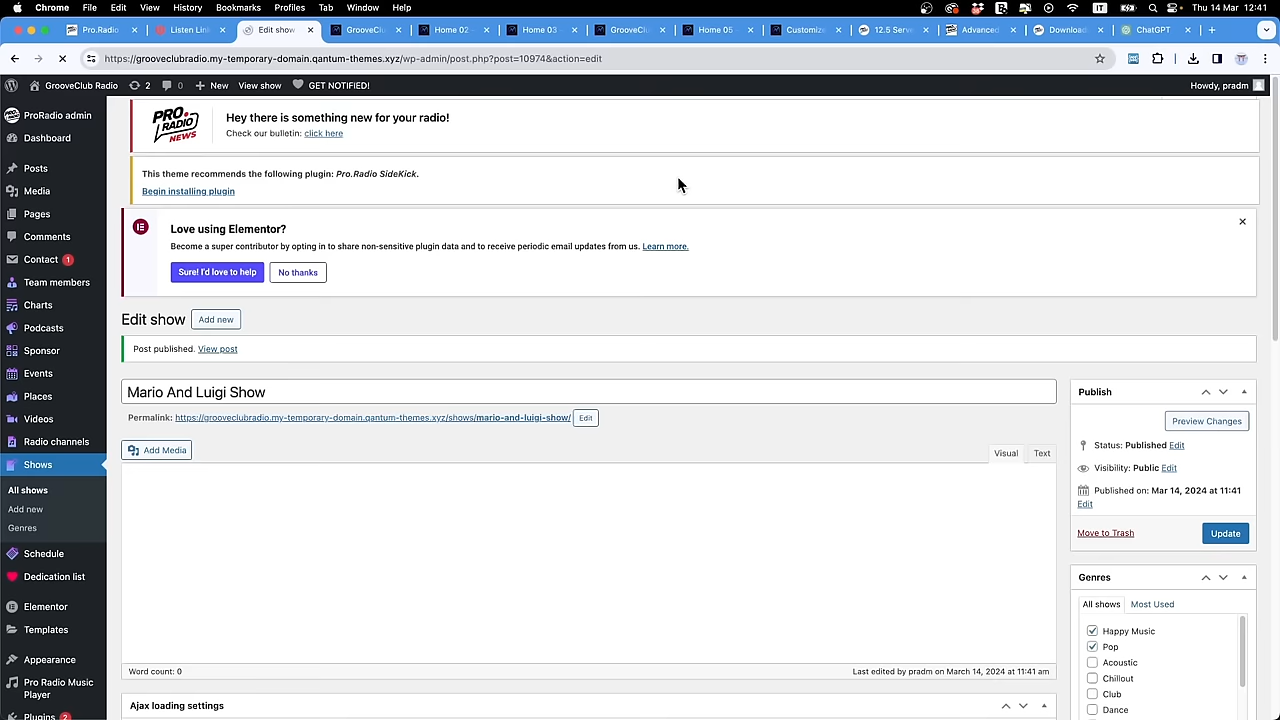 Chrome File Edit View History Bookmarks Profiles Tab Window Help
Thu 14 Mar 12:41
Pro.Radio
Listen Lin
Edit show
GrooveClu
Home 02
Home 03
GrooveClu
Home 05
Customize
12.5 Serv
Advanced
Download
ChatGPT
https://grooveclubradio.my-temporary-domain.qantum-themes.xyz/wp-admin/post.php?post=10974&action=edit
GrooveClub Radio 2 0 New View show GET NOTIFIED! Howdy, pradm
ProRadio admin
Dashboard
Posts
Media
Pages
Comments
Contact 1
Team members
Charts
Podcasts
Sponsor
Events
Places
Videos
Radio channels
Shows
All shows
Add new
Genres
Schedule
Dedication list
Elementor
Templates
Appearance
Pro Radio Music
Player
Plugins 2
PRO.
RADIO
NEWS
Hey there is something new for your radio!
Check our bulletin: click here
This theme recommends the following plugin: Pro.Radio SideKick.
Begin installing plugin
Love using Elementor?
Become a super contributor by opting in to share non-sensitive plugin data and to receive periodic email updates from us. Learn more.
Sure! I'd love to help No thanks
Edit show Add new
Post published. View post
Mario And Luigi Show
Permalink: https://grooveclubradio.my-temporary-domain.qantum-themes.xyz/shows/mario-and-luigi-show/ Edit
Add Media
Visual Text
Word count: 0
Last edited by pradm on March 14, 2024 at 11:41 am
Ajax loading settings
Publish
Preview Changes
Status: Published Edit
Visibility: Public Edit
Published on: Mar 14, 2024 at 11:41
Edit
Move to Trash Update
Genres
All shows Most Used
Happy Music
Pop
Acoustic
Chillout
Club
Dance